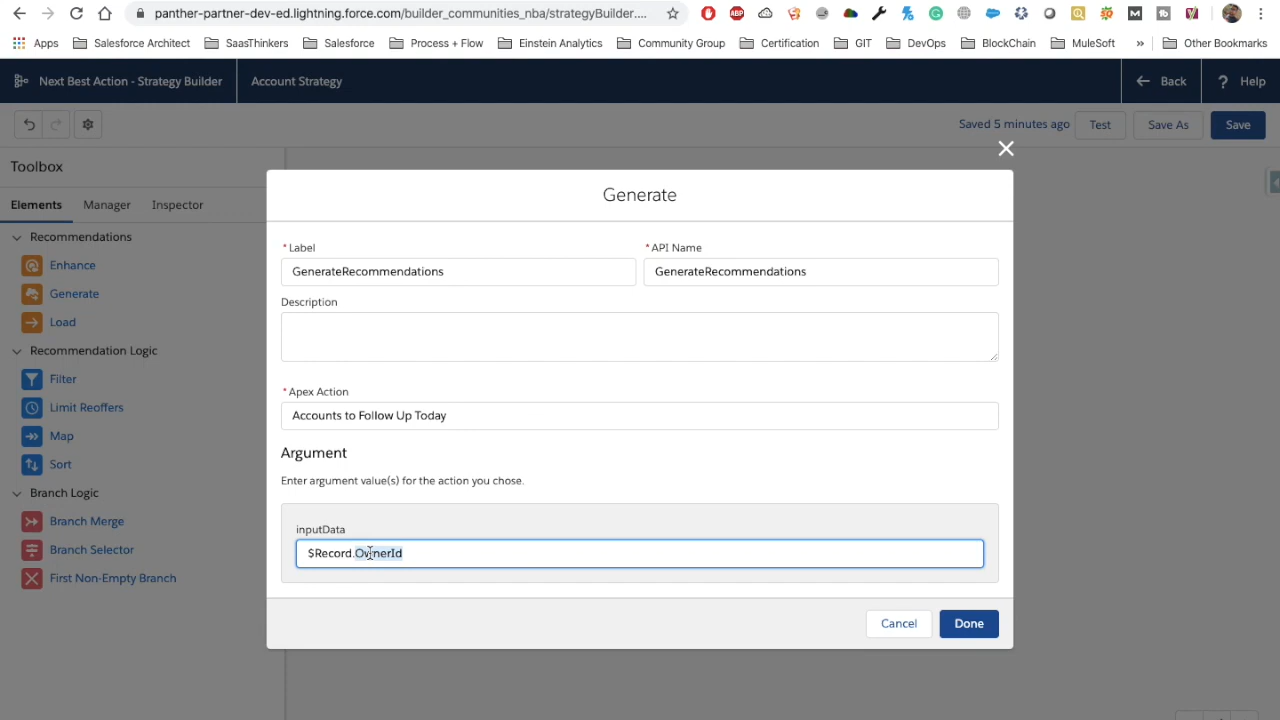 panther-partner-dev-ed.lightning.force.com/builder_communities_nba/strategyBuilder....
Apps Salesforce Architect SaasThinkers Salesforce Process + Flow Einstein Analytics Community Group Certification GIT DevOps BlockChain MuleSoft » Other Bookmarks
Next Best Action - Strategy Builder Account Strategy Back ? Help
Saved 5 minutes ago Test Save As Save
Toolbox
Elements Manager Inspector
Recommendations
Enhance
Generate
Load
Recommendation Logic
Filter
Limit Reoffers
Map
Sort
Branch Logic
Branch Merge
Branch Selector
First Non-Empty Branch
Generate
* Label
GenerateRecommendations
* API Name
GenerateRecommendations
Description
* Apex Action
Accounts to Follow Up Today
Argument
Enter argument value(s) for the action you chose.
inputData
$Record.OwnerId
Cancel Done